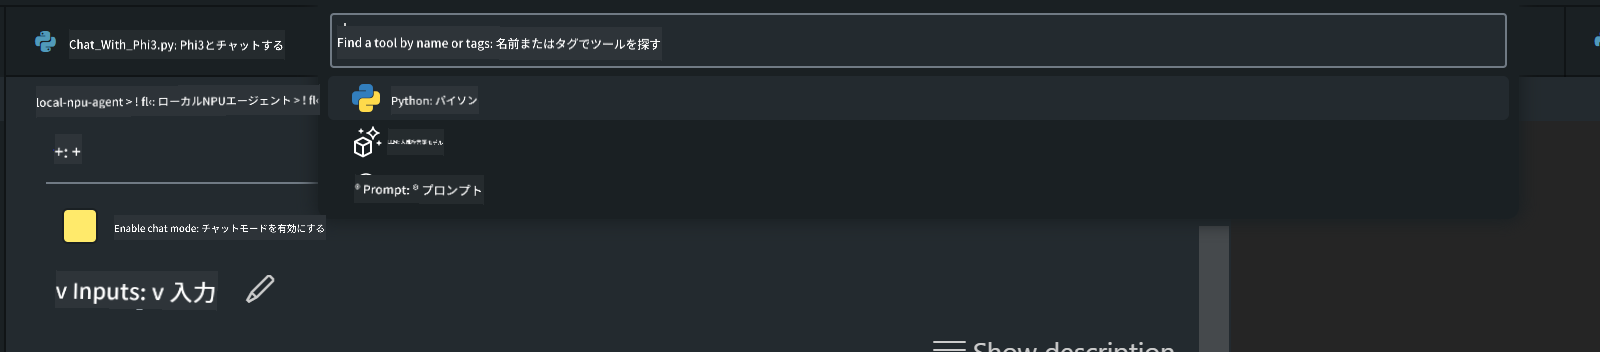 Chat_With_Phi3.py: Phi3とチャットする
Find a tool by name or tags: 名前またはタグでツールを探す
local-npu-agent > ! fl‹: ローカルNPUエージェント > ! fl‹
Python: パイソン
+: +
® Prompt: ® プロンプト
Enable chat mode: チャットモードを有効にする
v Inputs: v 入力
Show description